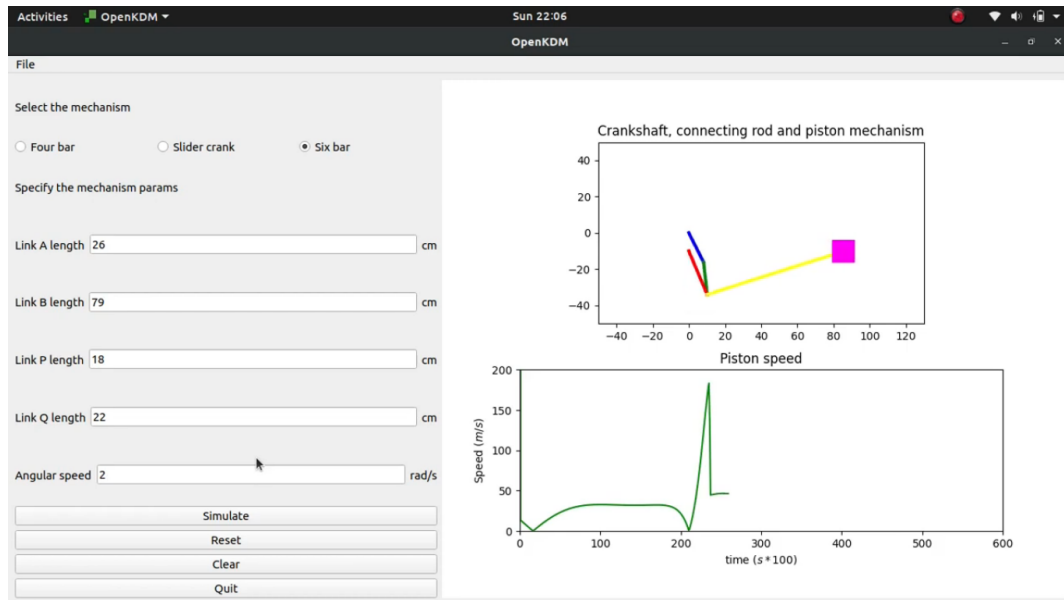 Activities OpenKDM Sun 22:06
OpenKDM
File
Select the mechanism
Four bar Slider crank Six bar
Specify the mechanism params
Link A length 26 cm
Link B length 79 cm
Link P length 18 cm
Link Q length 22 cm
Angular speed 2 rad/s
Simulate
Reset
Clear
Quit
Crankshaft, connecting rod and piston mechanism
40
20
0
−20
−40
−40 −20 0 20 40 60 80 100 120
Piston speed
200
150
100
50
0
Speed (m/s)
0 100 200 300 400 500 600
time (s * 100)